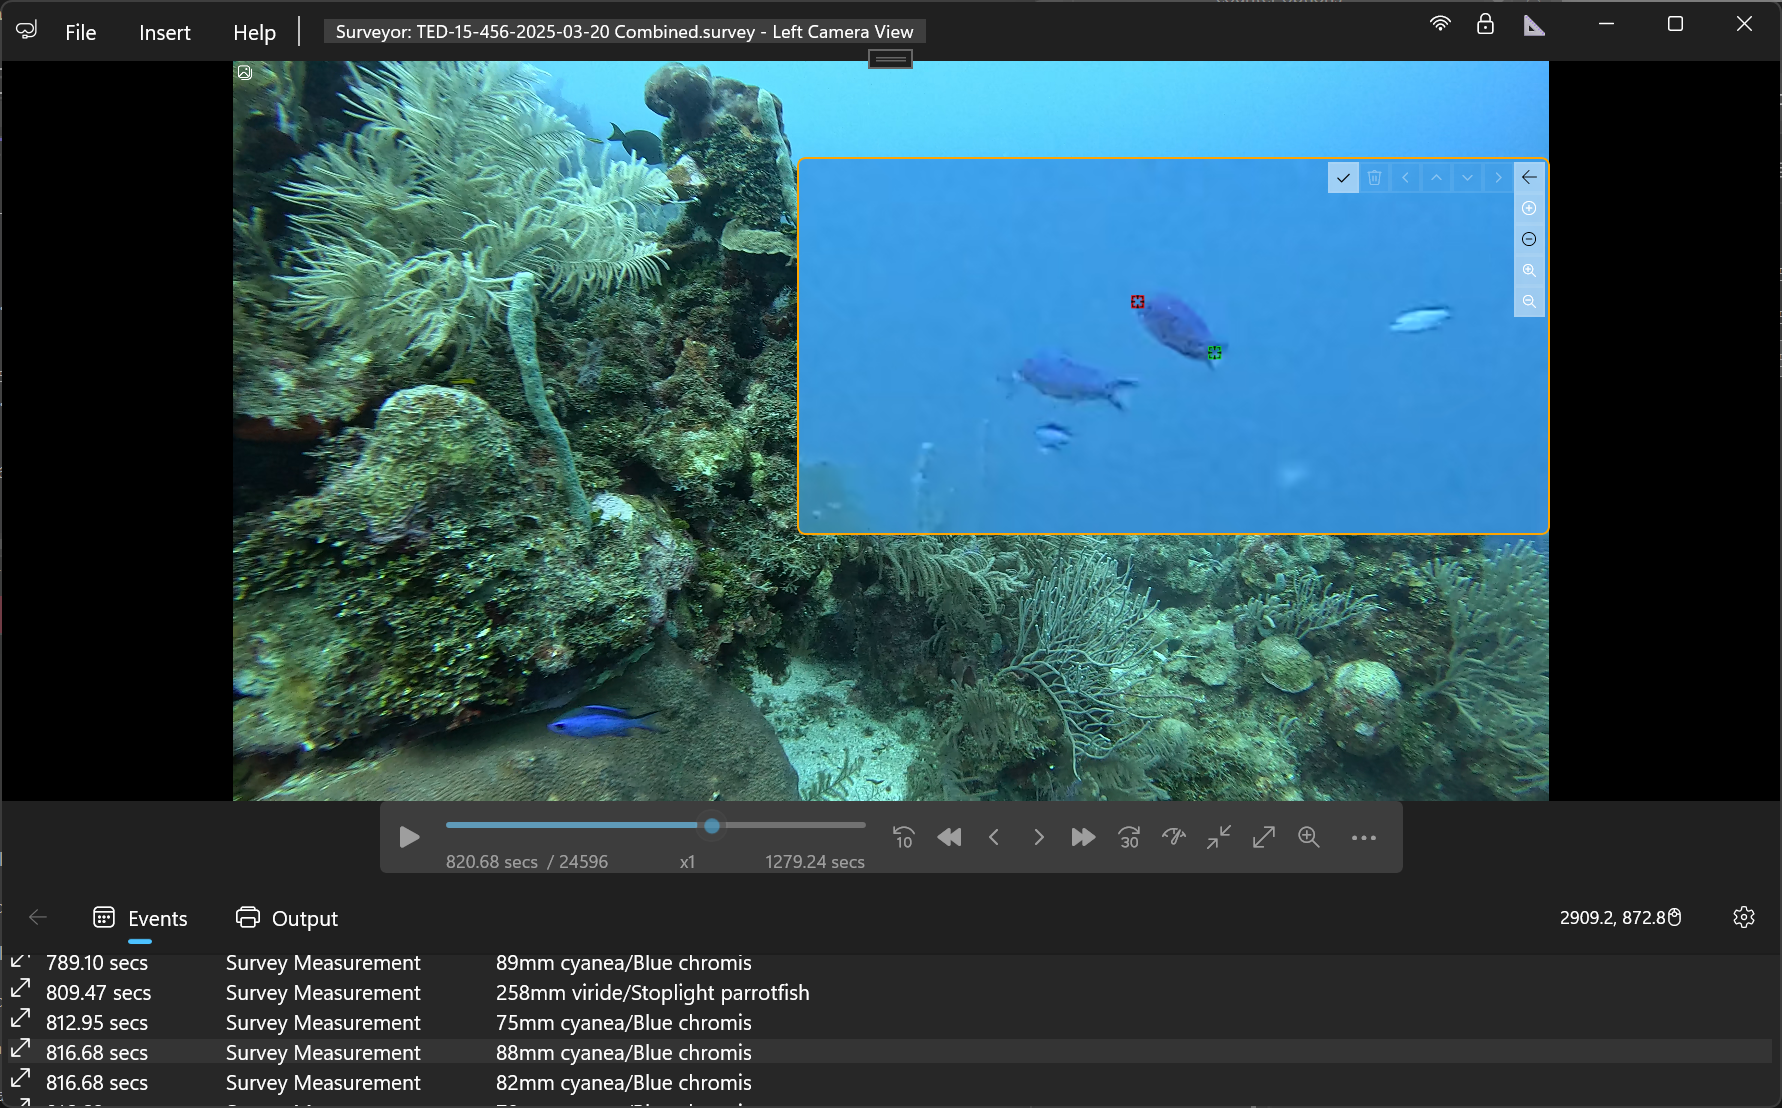 File Insert Help Surveyor: TED-15-456-2025-03-20 Combined.survey - Left Camera View
820.68 secs / 24596 x1 1279.24 secs 10 30
Events Output 2909.2, 872.8
789.10 secs Survey Measurement 89mm cyanea/Blue chromis
809.47 secs Survey Measurement 258mm viride/Stoplight parrotfish
812.95 secs Survey Measurement 75mm cyanea/Blue chromis
816.68 secs Survey Measurement 88mm cyanea/Blue chromis
816.68 secs Survey Measurement 82mm cyanea/Blue chromis